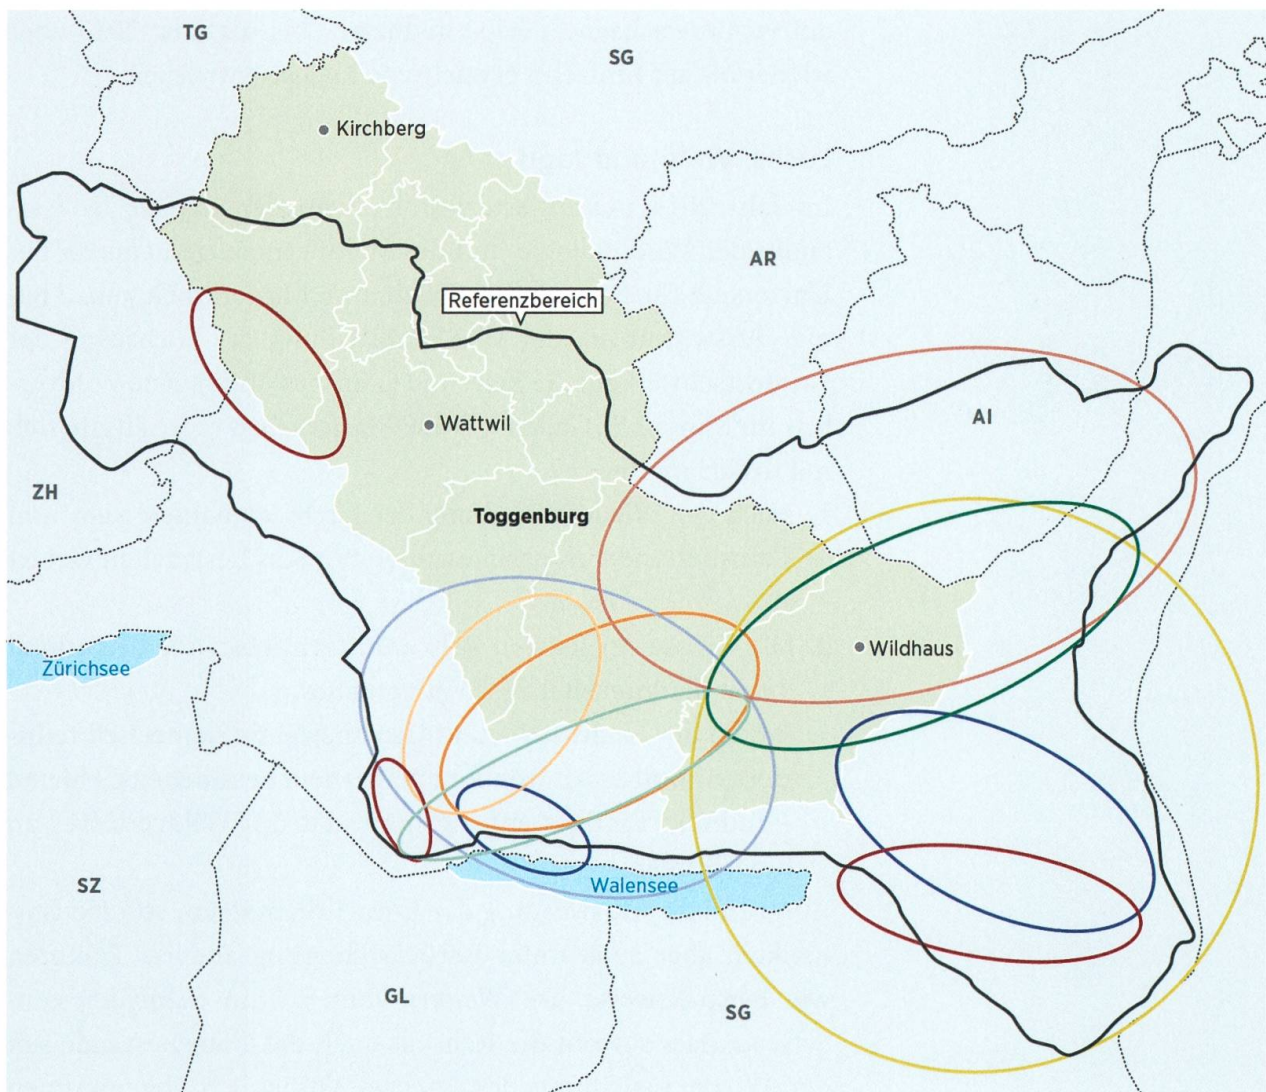 TG
SG
Kirchberg
AR
Referenzbereich
AI
Wattwil
ZH
Toggenburg
Wildhaus
Zürichsee
Walensee
SZ
GL
SG